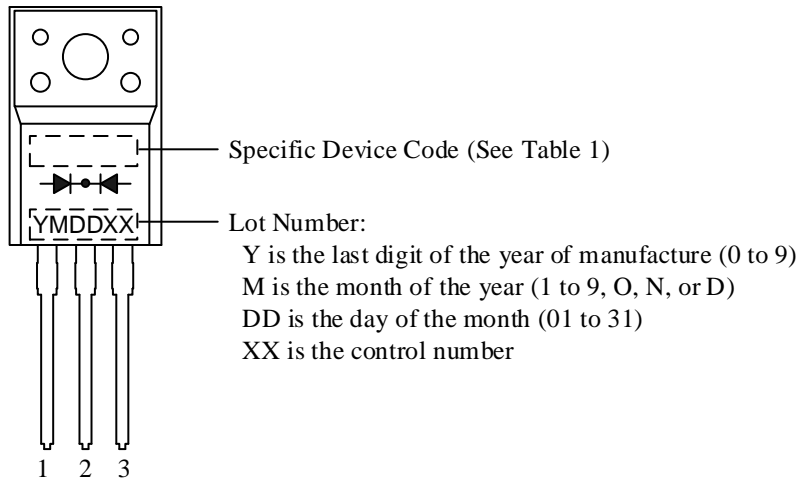 Specific Device Code (See Table 1)
YMDDXX
Lot Number:
Y is the last digit of the year of manufacture (0 to 9)
M is the month of the year (1 to 9, O, N, or D)
DD is the day of the month (01 to 31)
XX is the control number
1 2 3